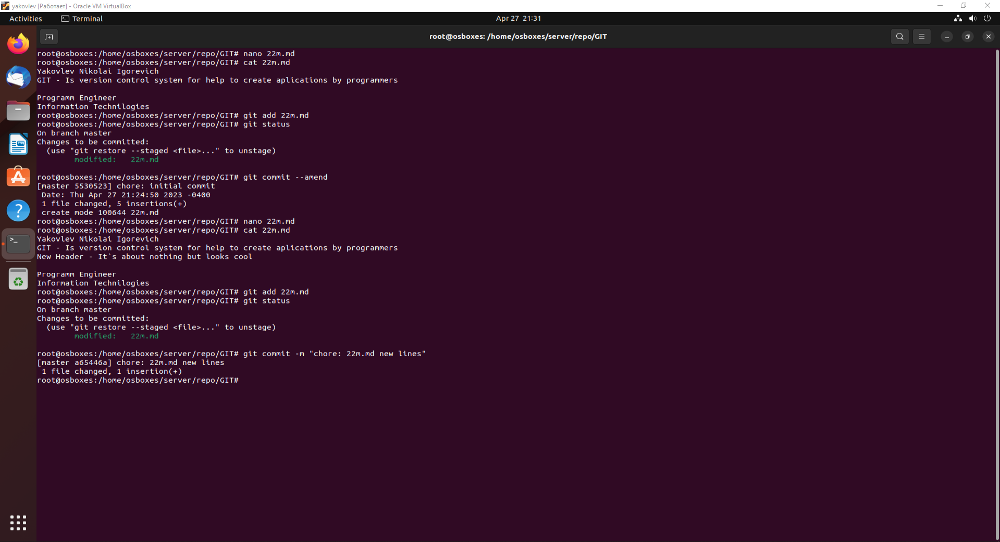 yakovlev [Работает] - Oracle VM VirtualBox
Activities
Terminal
Apr 27 21:31
root@osboxes: /home/osboxes/server/repo/GIT
root@osboxes:/home/osboxes/server/repo/GIT# nano 22m.md
root@osboxes:/home/osboxes/server/repo/GIT# cat 22m.md
Yakovlev Nikolai Igorevich
GIT - Is version control system for help to create aplications by programmers
Programm Engineer
Information Technilogies
root@osboxes:/home/osboxes/server/repo/GIT# git add 22m.md
root@osboxes:/home/osboxes/server/repo/GIT# git status
On branch master
Changes to be committed:
  (use "git restore --staged <file>..." to unstage)
        modified:   22m.md
root@osboxes:/home/osboxes/server/repo/GIT# git commit --amend
[master 5530523] chore: initial commit
 Date: Thu Apr 27 21:24:50 2023 -0400
 1 file changed, 5 insertions(+)
 create mode 100644 22m.md
root@osboxes:/home/osboxes/server/repo/GIT# nano 22m.md
root@osboxes:/home/osboxes/server/repo/GIT# cat 22m.md
Yakovlev Nikolai Igorevich
GIT - Is version control system for help to create aplications by programmers
New Header - It`s about nothing but looks cool
Programm Engineer
Information Technilogies
root@osboxes:/home/osboxes/server/repo/GIT# git add 22m.md
root@osboxes:/home/osboxes/server/repo/GIT# git status
On branch master
Changes to be committed:
  (use "git restore --staged <file>..." to unstage)
        modified:   22m.md
root@osboxes:/home/osboxes/server/repo/GIT# git commit -m "chore: 22m.md new lines"
[master a65446a] chore: 22m.md new lines
 1 file changed, 1 insertion(+)
root@osboxes:/home/osboxes/server/repo/GIT#